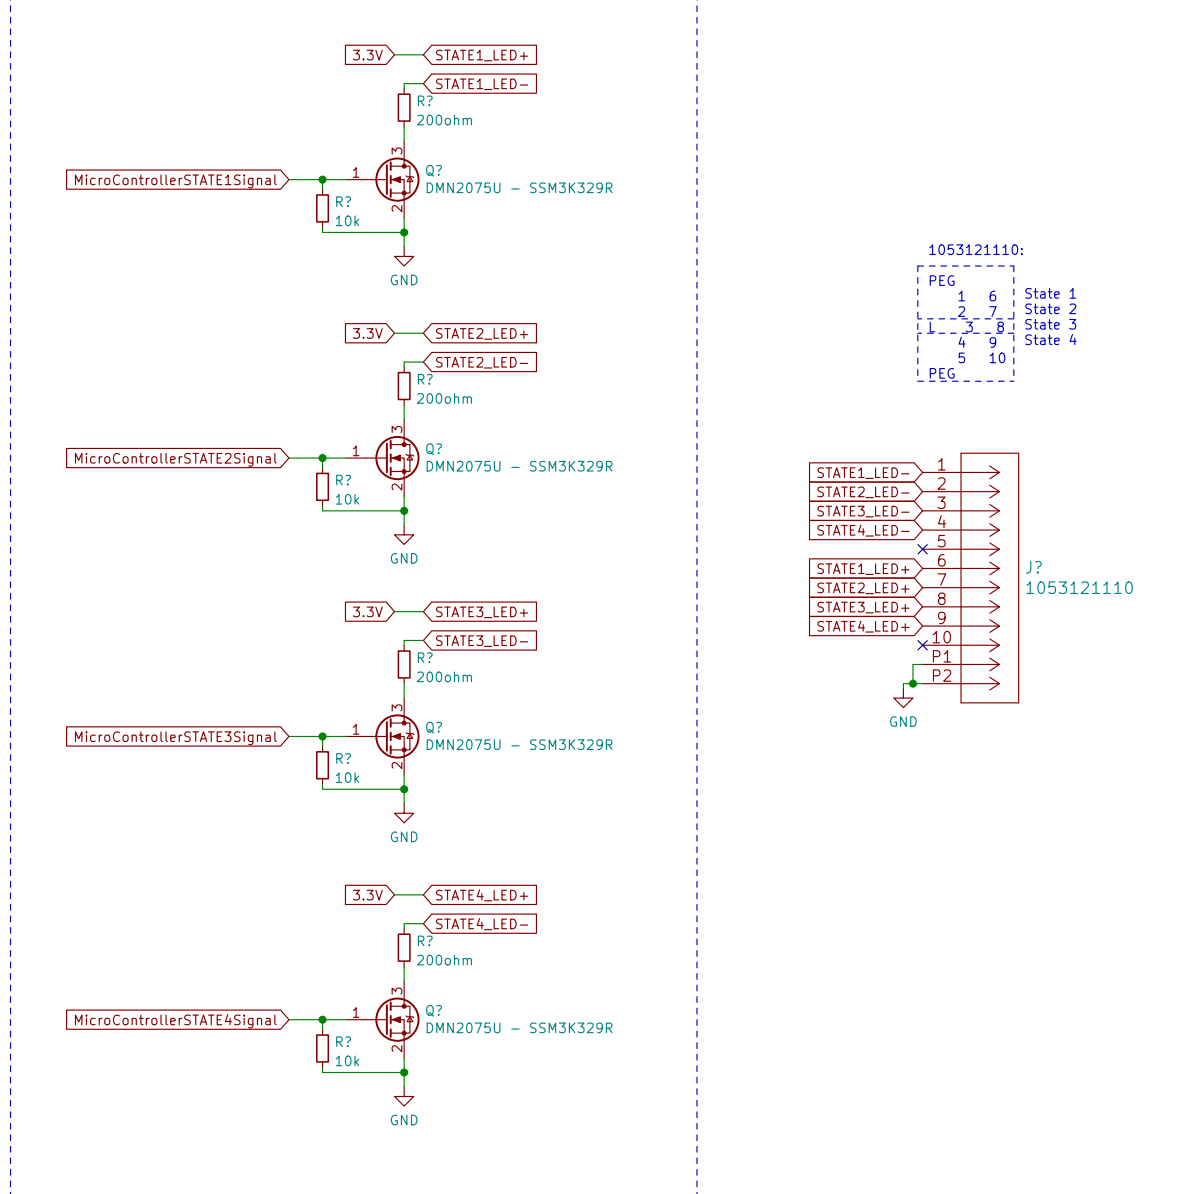 3.3V STATE1_LED+
STATE1_LED-
R?
200ohm
3
MicroControllerSTATE1Signal 1 Q?
DMN2075U - SSM3K329R
R? 2
10k
GND
3.3V STATE2_LED+
STATE2_LED-
R?
200ohm
3
MicroControllerSTATE2Signal 1 Q?
DMN2075U - SSM3K329R
R? 2
10k
GND
3.3V STATE3_LED+
STATE3_LED-
R?
200ohm
3
MicroControllerSTATE3Signal 1 Q?
DMN2075U - SSM3K329R
R? 2
10k
GND
3.3V STATE4_LED+
STATE4_LED-
R?
200ohm
3
MicroControllerSTATE4Signal 1 Q?
DMN2075U - SSM3K329R
R? 2
10k
GND
1053121110:
PEG
1 6 State 1
2 7 State 2
L 3 8 State 3
4 9 State 4
5 10
PEG
STATE1_LED- 1
STATE2_LED- 2
STATE3_LED- 3
STATE4_LED- 4
5
STATE1_LED+ 6
STATE2_LED+ 7
STATE3_LED+ 8
STATE4_LED+ 9
10
P1
P2
J?
1053121110
GND